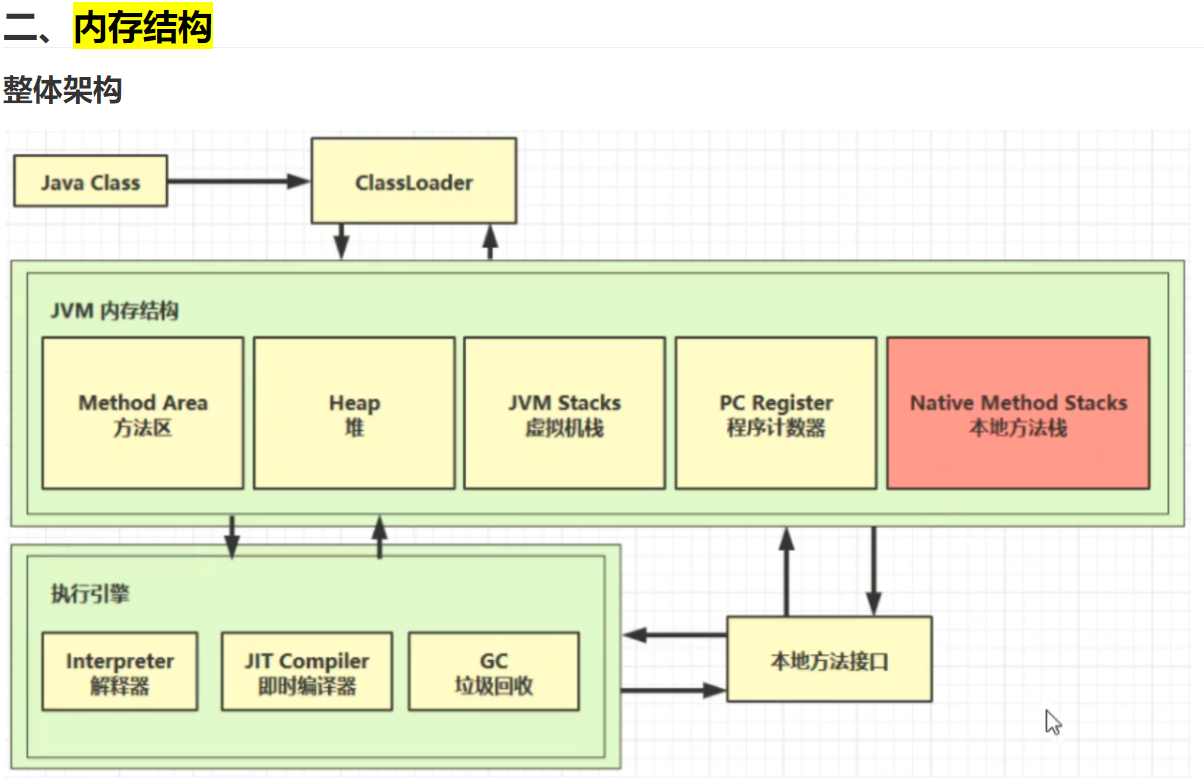 二、内存结构
整体架构
Java Class
ClassLoader
JVM 内存结构
Method Area
方法区
Heap
堆
JVM Stacks
虚拟机栈
PC Register
程序计数器
Native Method Stacks
本地方法栈
执行引擎
Interpreter
解释器
JIT Compiler
即时编译器
GC
垃圾回收
本地方法接口